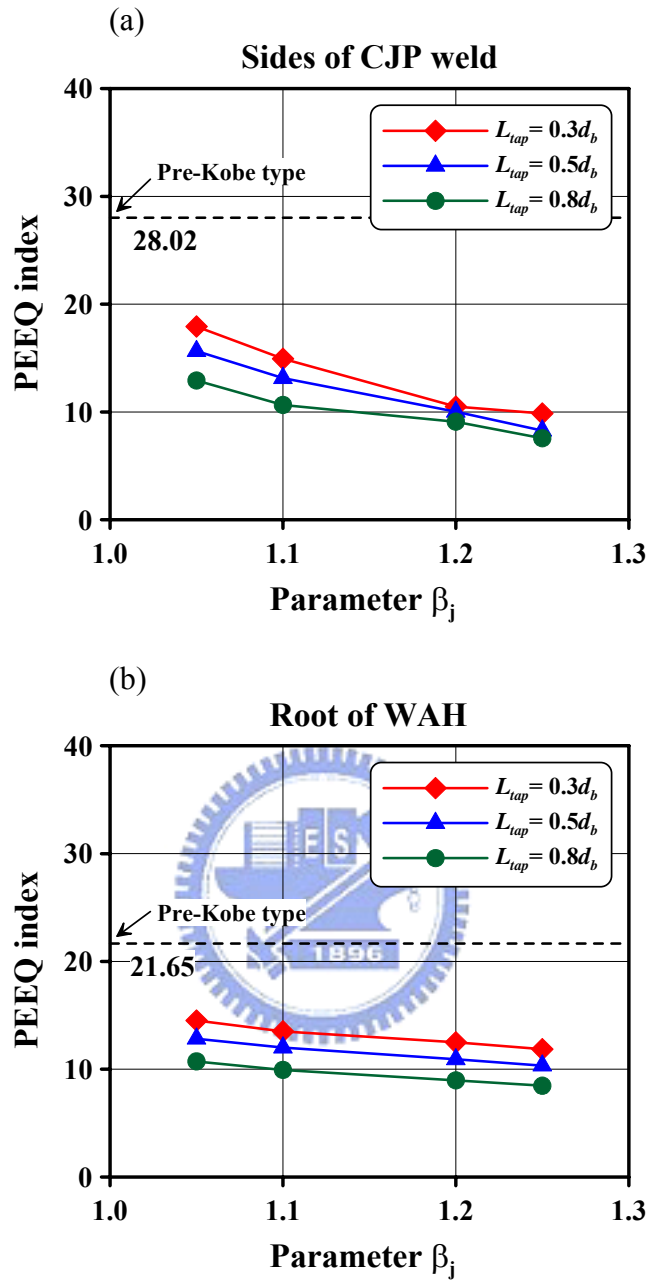 (a)
Sides of CJP weld
40
30
20
10
0
PEEQ index
Pre-Kobe type
28.02
L_tap = 0.3d_b
L_tap = 0.5d_b
L_tap = 0.8d_b
1.0 1.1 1.2 1.3
Parameter β_j
(b)
Root of WAH
40
30
20
10
0
PEEQ index
Pre-Kobe type
21.65
L_tap = 0.3d_b
L_tap = 0.5d_b
L_tap = 0.8d_b
ES
1896
1.0 1.1 1.2 1.3
Parameter β_j